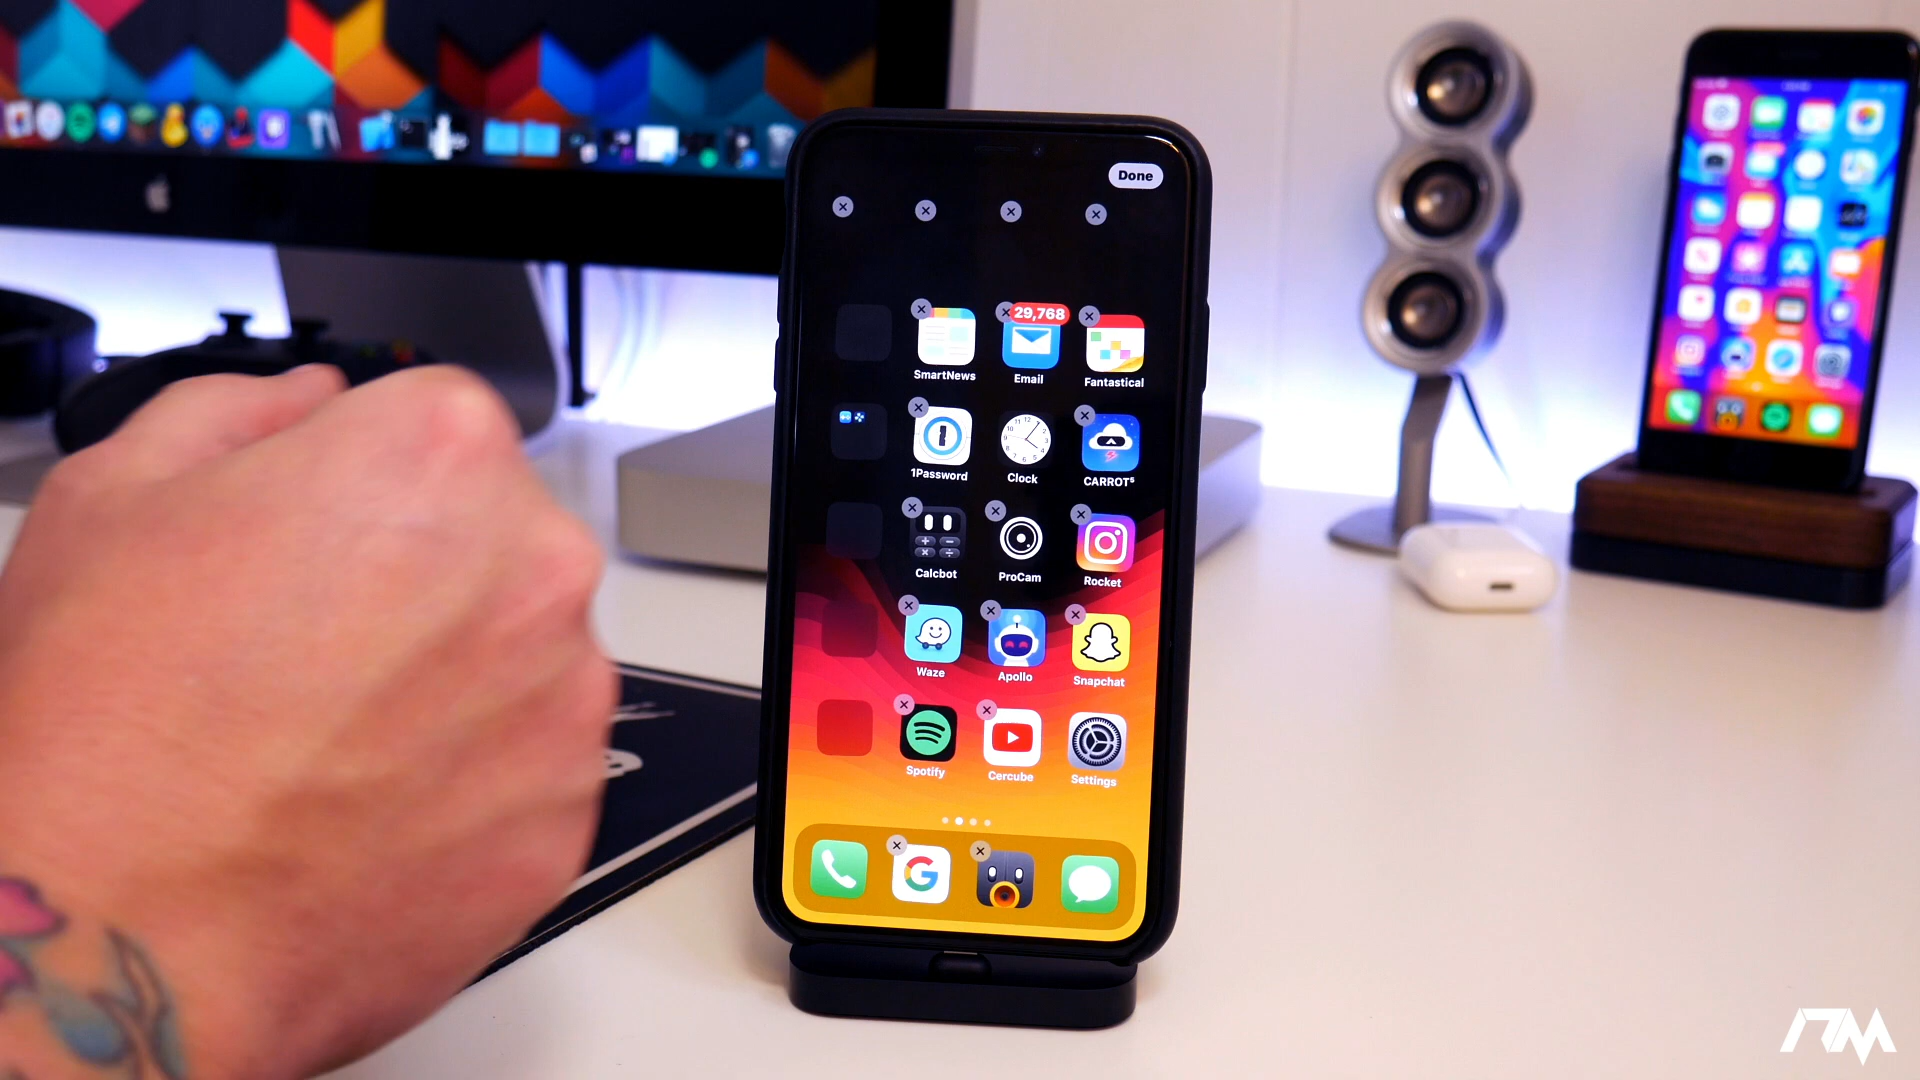 Done
29,768
SmartNews
Email
Fantastical
1Password
Clock
CARROT⁵
Calcbot
ProCam
Rocket
Waze
Apollo
Snapchat
Spotify
Cercube
Settings